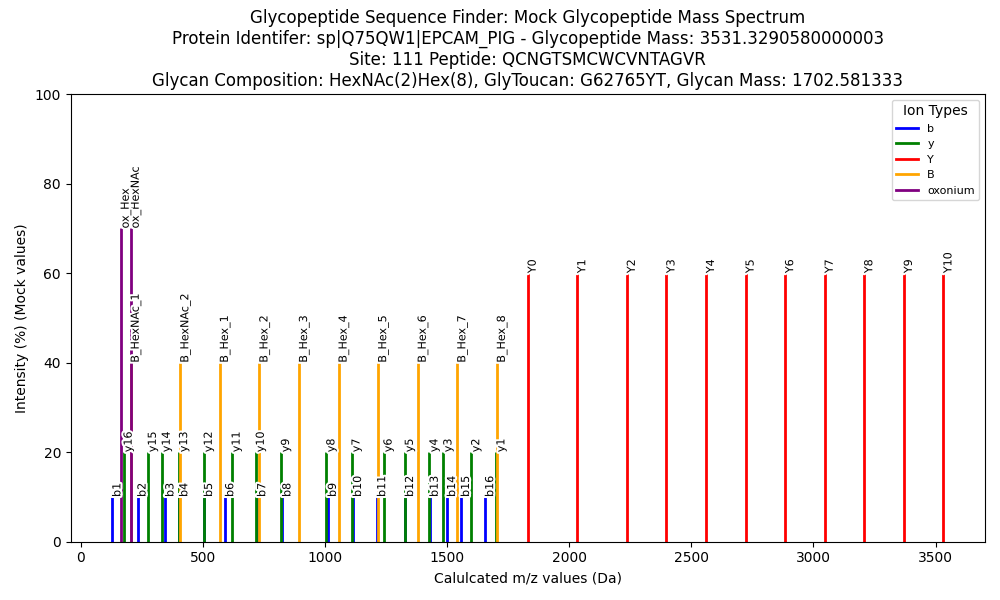 Glycopeptide Sequence Finder: Mock Glycopeptide Mass Spectrum
Protein Identifer: sp|Q75QW1|EPCAM_PIG - Glycopeptide Mass: 3531.3290580000003
Site: 111 Peptide: QCNGTSMCWCVNTAGVR
Glycan Composition: HexNAc(2)Hex(8), GlyToucan: G62765YT, Glycan Mass: 1702.581333
100
80
60
40
20
0
Intensity (%) (Mock values)
Ion Types
b
y
Y
B
oxonium
ox_Hex
ox_HexNAc
Y0
Y1
Y2
Y3
Y4
Y5
Y6
Y7
Y8
Y9
Y10
B_HexNAc_1
B_HexNAc_2
B_Hex_1
B_Hex_2
B_Hex_3
B_Hex_4
B_Hex_5
B_Hex_6
B_Hex_7
B_Hex_8
y16
y15
y14
y13
y12
y11
y10
y9
y8
y7
y6
y5
y4
y3
y2
y1
b1
b2
b3
b4
b5
b6
b7
b8
b9
b10
b11
b12
b13
b14
b15
b16
0
500
1000
1500
2000
2500
3000
3500
Calulcated m/z values (Da)